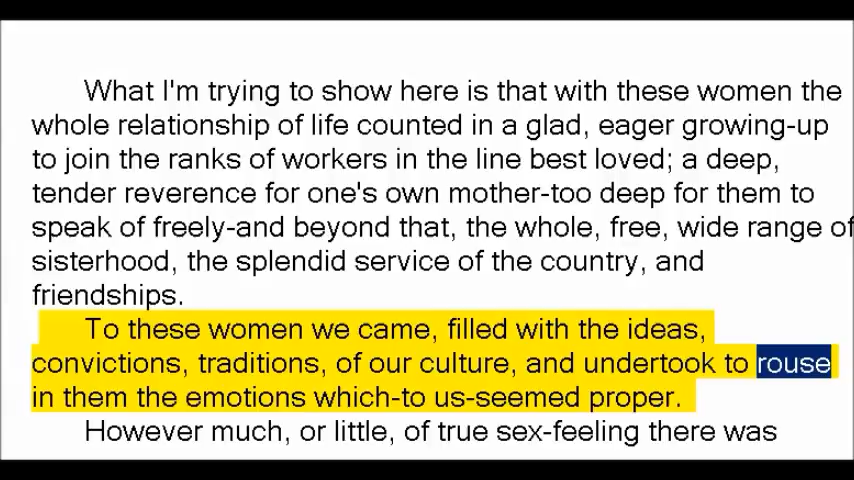 What I'm trying to show here is that with these women the
whole relationship of life counted in a glad, eager growing-up
to join the ranks of workers in the line best loved; a deep,
tender reverence for one's own mother-too deep for them to
speak of freely-and beyond that, the whole, free, wide range of
sisterhood, the splendid service of the country, and
friendships.
To these women we came, filled with the ideas,
convictions, traditions, of our culture, and undertook to rouse
in them the emotions which-to us-seemed proper.
However much, or little, of true sex-feeling there was